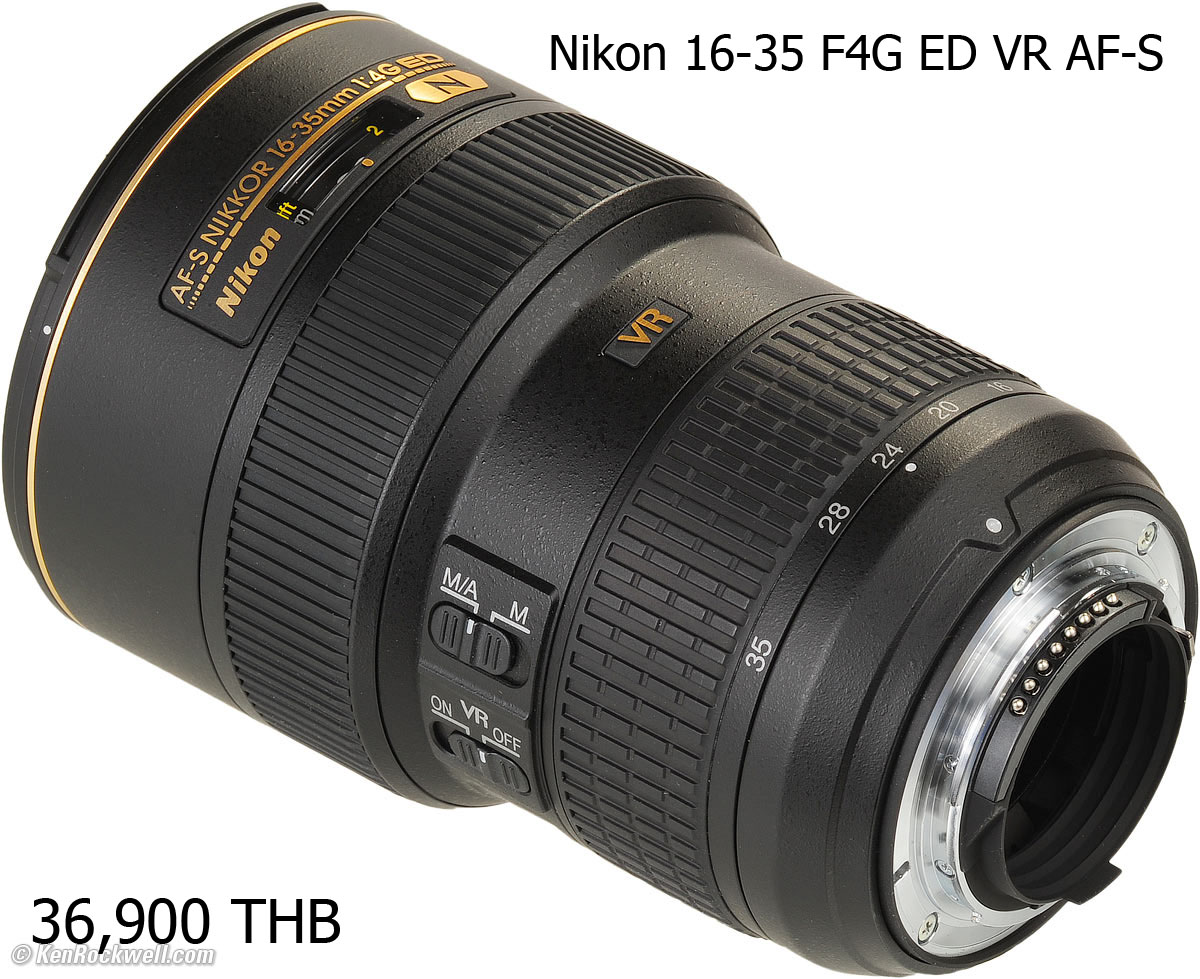 Nikon 16-35 F4G ED VR AF-S
N
AF-S NIKKOR 16-35mm 1:4G ED
Nikon
2
ft
m
VR
16
20
24
28
35
M/A M
ON VR OFF
36,900 THB
© KenRockwell.com